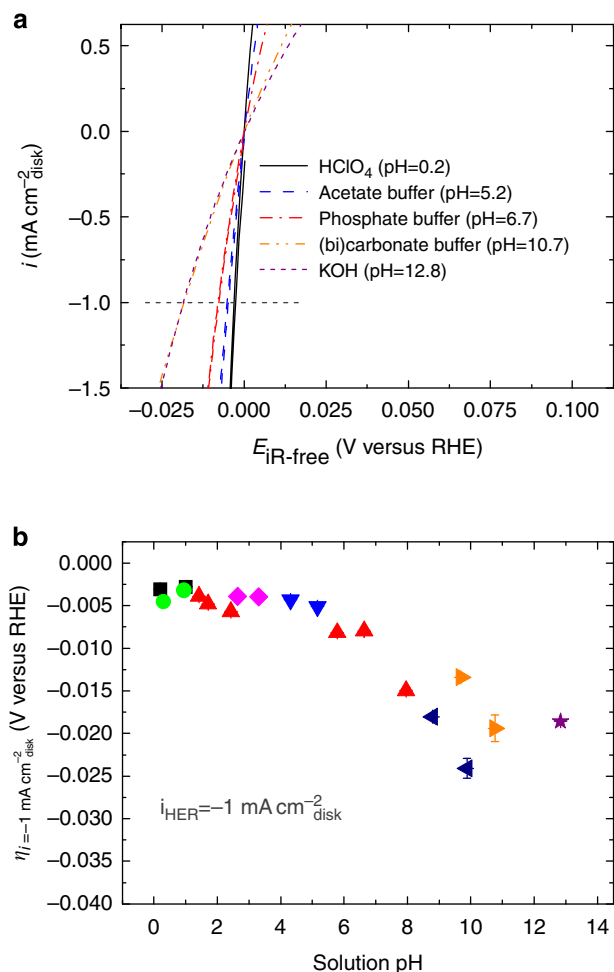 a
0.5
0.0
−0.5
−1.0
−1.5
i (mA cm⁻²disk)
HClO₄ (pH=0.2)
Acetate buffer (pH=5.2)
Phosphate buffer (pH=6.7)
(bi)carbonate buffer (pH=10.7)
KOH (pH=12.8)
−0.025 0.000 0.025 0.050 0.075 0.100
E iR-free (V versus RHE)
b
0.000
−0.005
−0.010
−0.015
−0.020
−0.025
−0.030
−0.035
−0.040
η i = −1 mA cm⁻²disk (V versus RHE)
i HER=−1 mA cm⁻²disk
0 2 4 6 8 10 12 14
Solution pH